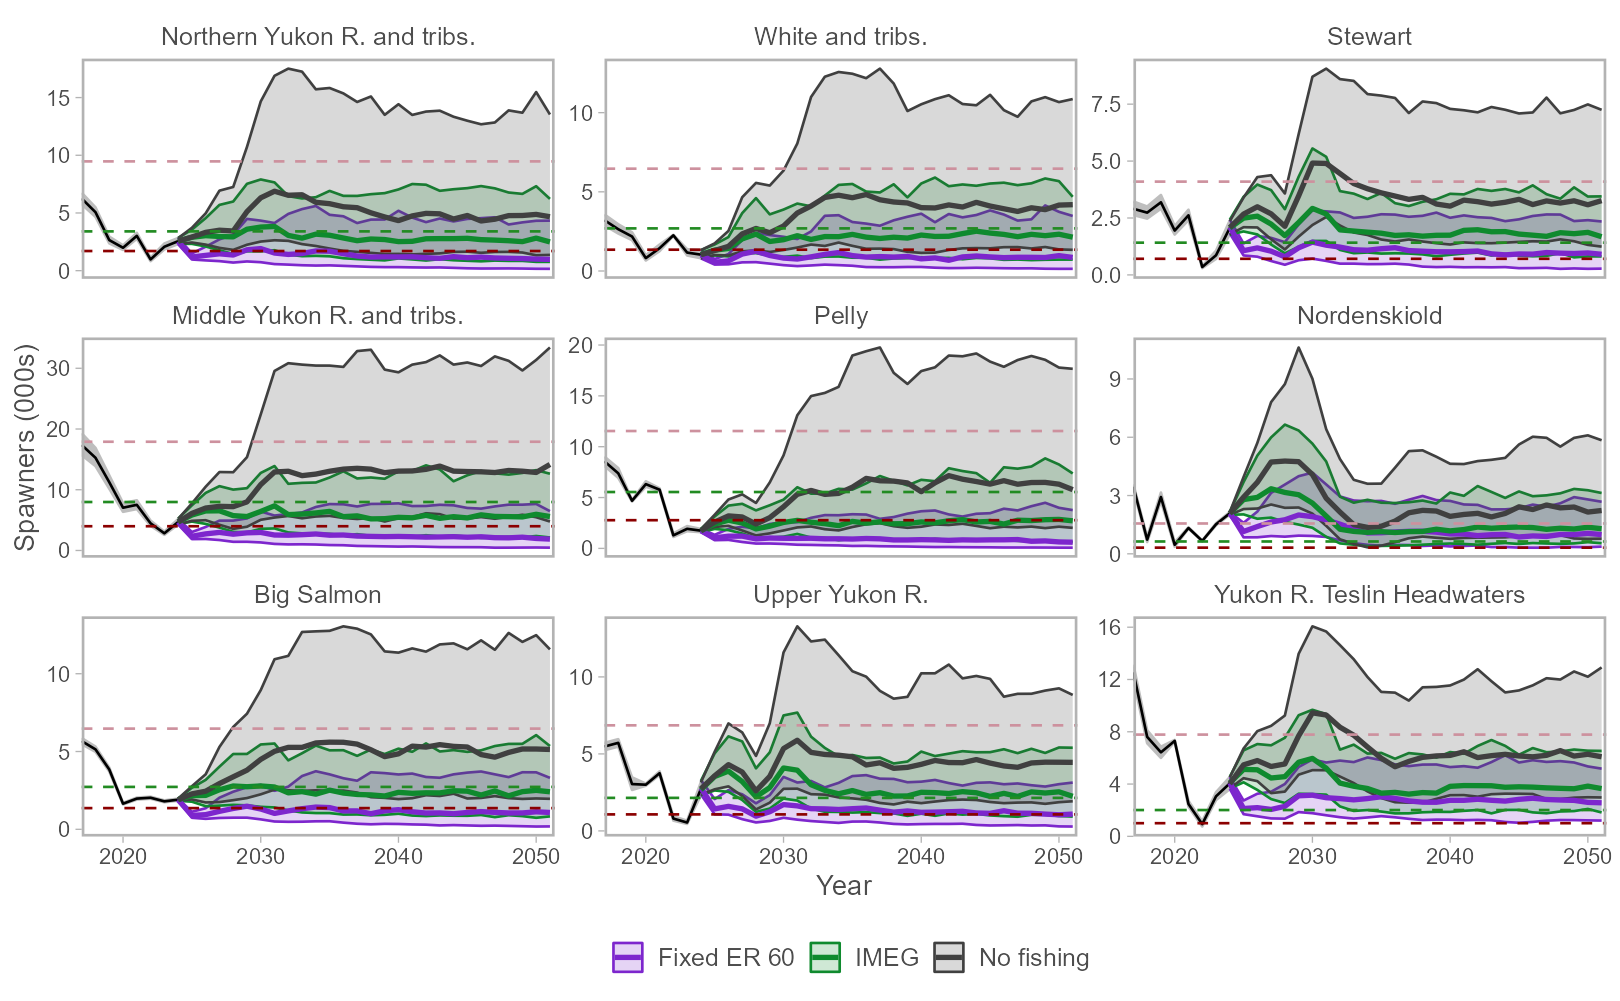 Northern Yukon R. and tribs.
White and tribs.
Stewart
15
10
5
0
10
5
0
7.5
5.0
2.5
0.0
Middle Yukon R. and tribs.
Pelly
Nordenskiold
30
20
10
0
20
15
10
5
0
9
6
3
0
Big Salmon
Upper Yukon R.
Yukon R. Teslin Headwaters
10
5
0
10
5
0
16
12
8
4
0
2020 2030 2040 2050
2020 2030 2040 2050
2020 2030 2040 2050
Spawners (000s)
Year
Fixed ER 60 IMEG No fishing